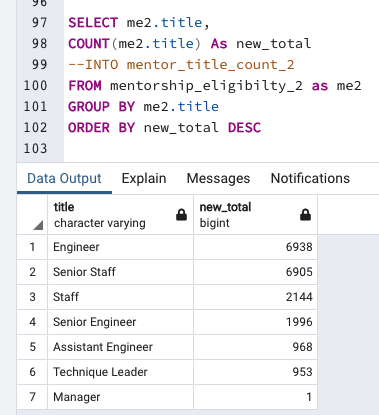 96
97 SELECT me2.title,
98 COUNT(me2.title) As new_total
99 --INTO mentor_title_count_2
100 FROM mentorship_eligibilty_2 as me2
101 GROUP BY me2.title
102 ORDER BY new_total DESC
103
Data Output Explain Messages Notifications
title new_total
character varying bigint
1 Engineer 6938
2 Senior Staff 6905
3 Staff 2144
4 Senior Engineer 1996
5 Assistant Engineer 968
6 Technique Leader 953
7 Manager 1